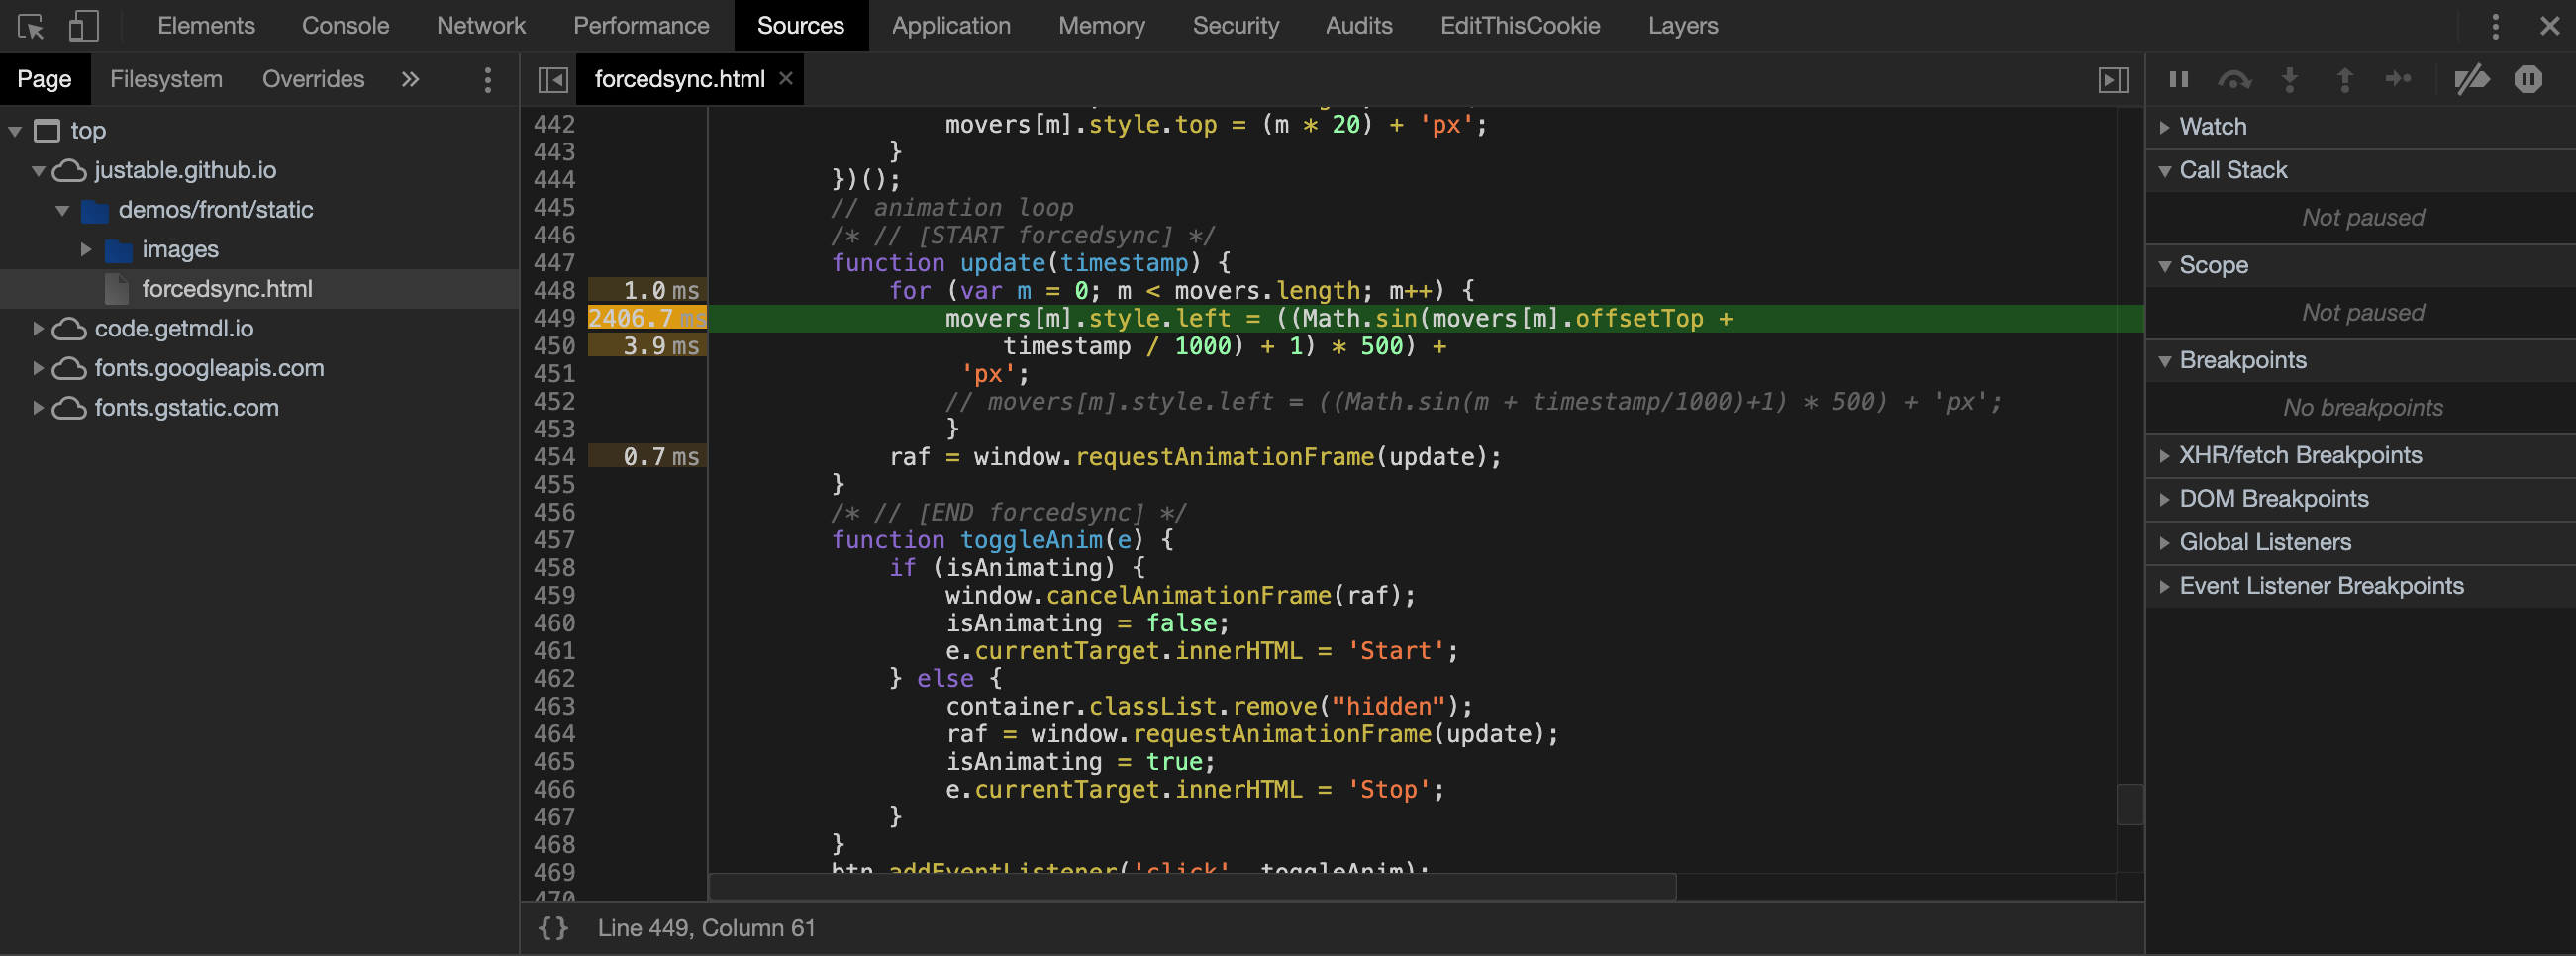 Elements Console Network Performance Sources Application Memory Security Audits EditThisCookie Layers
Page Filesystem Overrides »
forcedsync.html ×
top
justable.github.io
demos/front/static
images
forcedsync.html
code.getmdl.io
fonts.googleapis.com
fonts.gstatic.com
442 movers[m].style.top = (m * 20) + 'px';
443 }
444 })();
445 // animation loop
446 /* // [START forcedsync] */
447 function update(timestamp) {
448 1.0 ms for (var m = 0; m < movers.length; m++) {
449 2406.7 ms movers[m].style.left = ((Math.sin(movers[m].offsetTop +
450 3.9 ms timestamp / 1000) + 1) * 500) +
451 'px';
452 // movers[m].style.left = ((Math.sin(m + timestamp/1000)+1) * 500) + 'px';
453 }
454 0.7 ms raf = window.requestAnimationFrame(update);
455 }
456 /* // [END forcedsync] */
457 function toggleAnim(e) {
458 if (isAnimating) {
459 window.cancelAnimationFrame(raf);
460 isAnimating = false;
461 e.currentTarget.innerHTML = 'Start';
462 } else {
463 container.classList.remove("hidden");
464 raf = window.requestAnimationFrame(update);
465 isAnimating = true;
466 e.currentTarget.innerHTML = 'Stop';
467 }
468 }
469 btn.addEventListener('click', toggleAnim);
470
{} Line 449, Column 61
Watch
Call Stack
Not paused
Scope
Not paused
Breakpoints
No breakpoints
XHR/fetch Breakpoints
DOM Breakpoints
Global Listeners
Event Listener Breakpoints